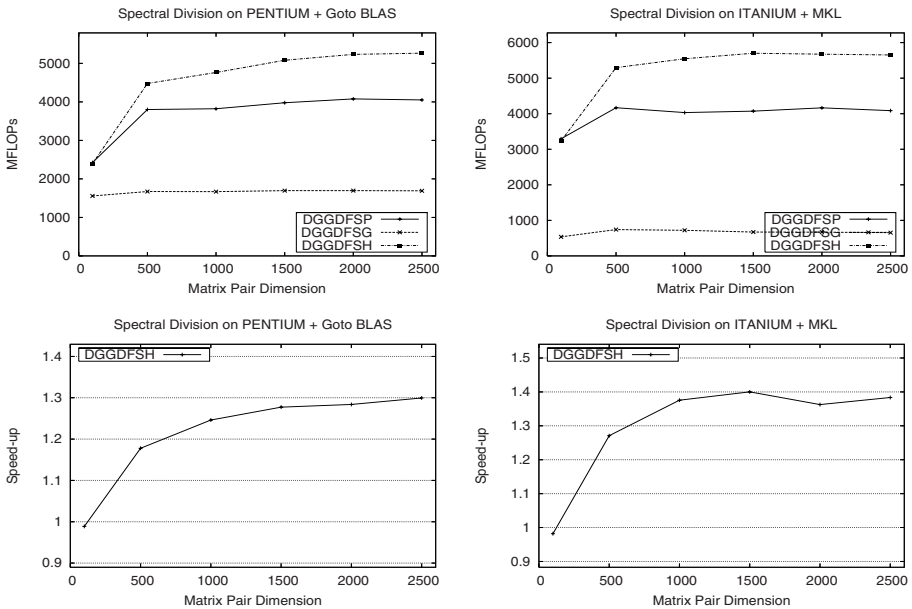 Spectral Division on PENTIUM + Goto BLAS
MFLOPs
5000
4000
3000
2000
1000
0
DGGDFSP
DGGDFSG
DGGDFSH
0 500 1000 1500 2000 2500
Matrix Pair Dimension
Spectral Division on ITANIUM + MKL
MFLOPs
6000
5000
4000
3000
2000
1000
0
DGGDFSP
DGGDFSG
DGGDFSH
0 500 1000 1500 2000 2500
Matrix Pair Dimension
Spectral Division on PENTIUM + Goto BLAS
Speed-up
DGGDFSH
1.4
1.3
1.2
1.1
1
0.9
0 500 1000 1500 2000 2500
Matrix Pair Dimension
Spectral Division on ITANIUM + MKL
Speed-up
DGGDFSH
1.5
1.4
1.3
1.2
1.1
1
0.9
0 500 1000 1500 2000 2500
Matrix Pair Dimension